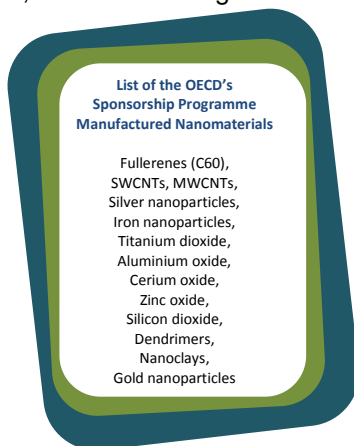 List of the OECD's
Sponsorship Programme
Manufactured Nanomaterials
Fullerenes (C60),
SWCNTs, MWCNTs,
Silver nanoparticles,
Iron nanoparticles,
Titanium dioxide,
Aluminium oxide,
Cerium oxide,
Zinc oxide,
Silicon dioxide,
Dendrimers,
Nanoclays,
Gold nanoparticles